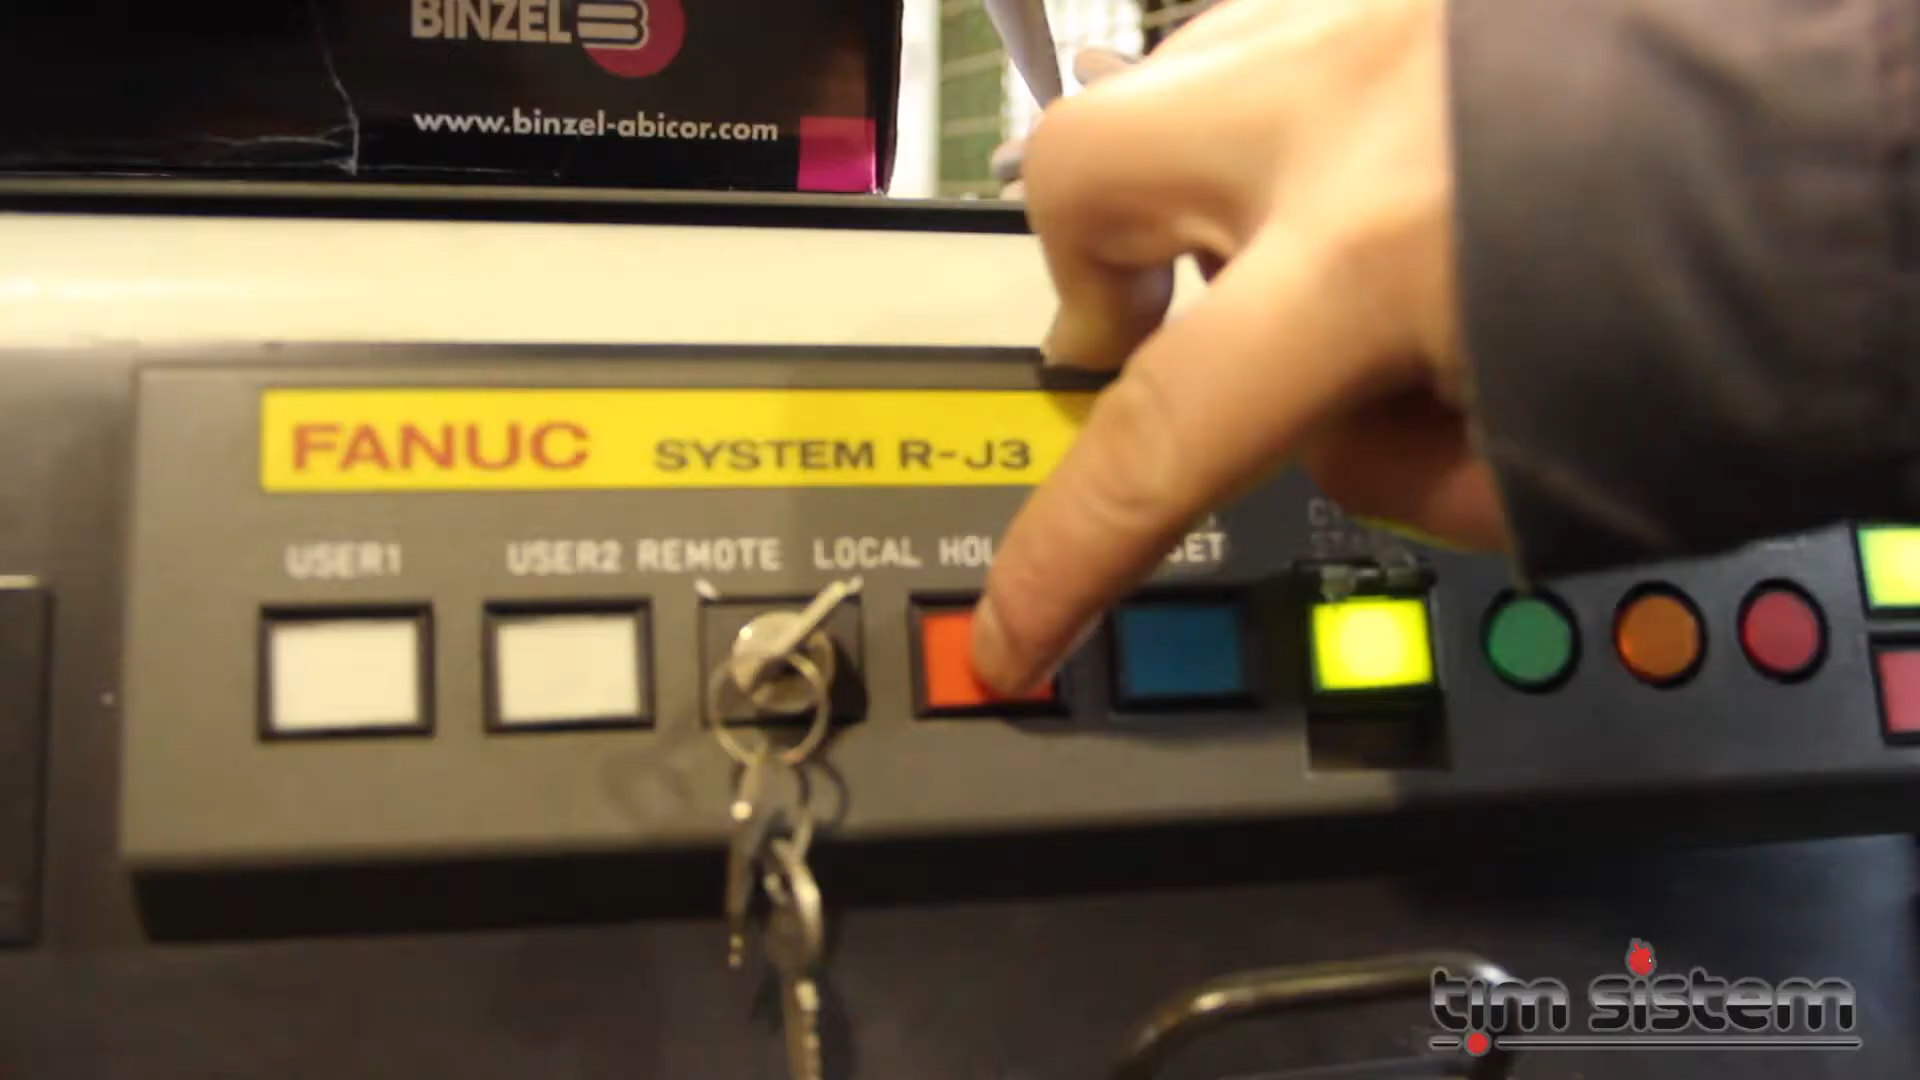 BINZEL
www.binzel-abicor.com
FANUC SYSTEM R-J3
USER1 USER2 REMOTE LOCAL
tim sistem